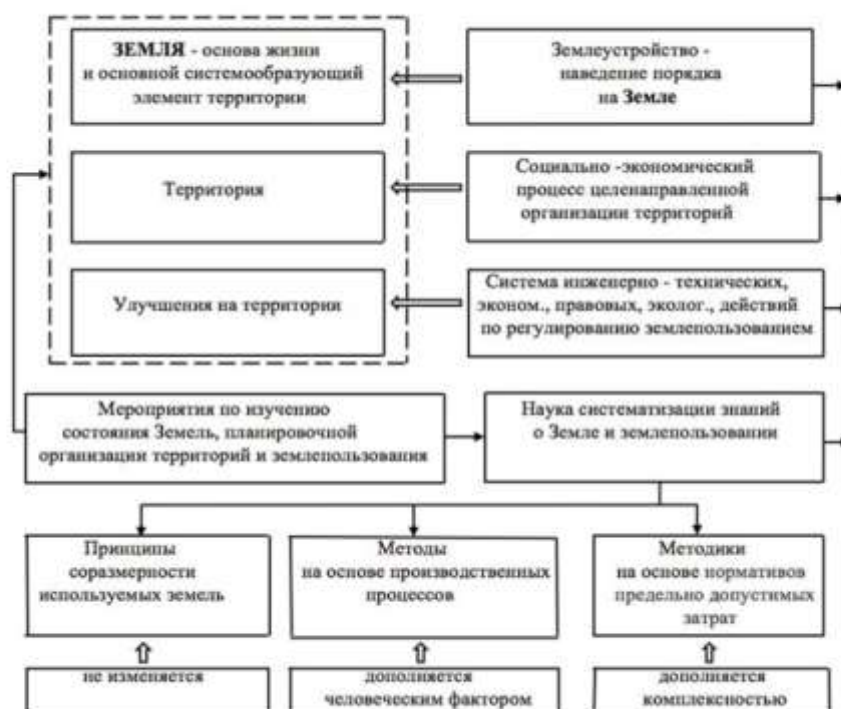 ЗЕМЛЯ - основа жизни
и основной системообразующий
элемент территории
Землеустройство -
наведение порядка
на Земле
Территория
Социально -экономический
процесс целенаправленной
организации территорий
Улучшения на территории
Система инженерно - технических,
эконом., правовых, эколог., действий
по регулированию землепользованием
Мероприятия по изучению
состояния Земель, планировочной
организации территорий и землепользования
Наука систематизации знаний
о Земле и землепользовании
Принципы
соразмерности
используемых земель
Методы
на основе производственных
процессов
Методики
на основе нормативов
предельно допустимых
затрат
не изменяется
дополняется
человеческим фактором
дополняется
комплексностью